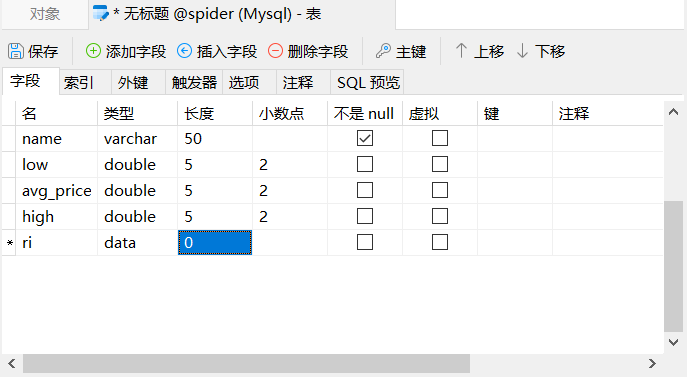 对象 * 无标题 @spider (Mysql) - 表
保存 添加字段 插入字段 删除字段 主键 上移 下移
字段 索引 外键 触发器 选项 注释 SQL 预览
名 类型 长度 小数点 不是 null 虚拟 键 注释
name varchar 50
low double 5 2
avg_price double 5 2
high double 5 2
* ri data 0